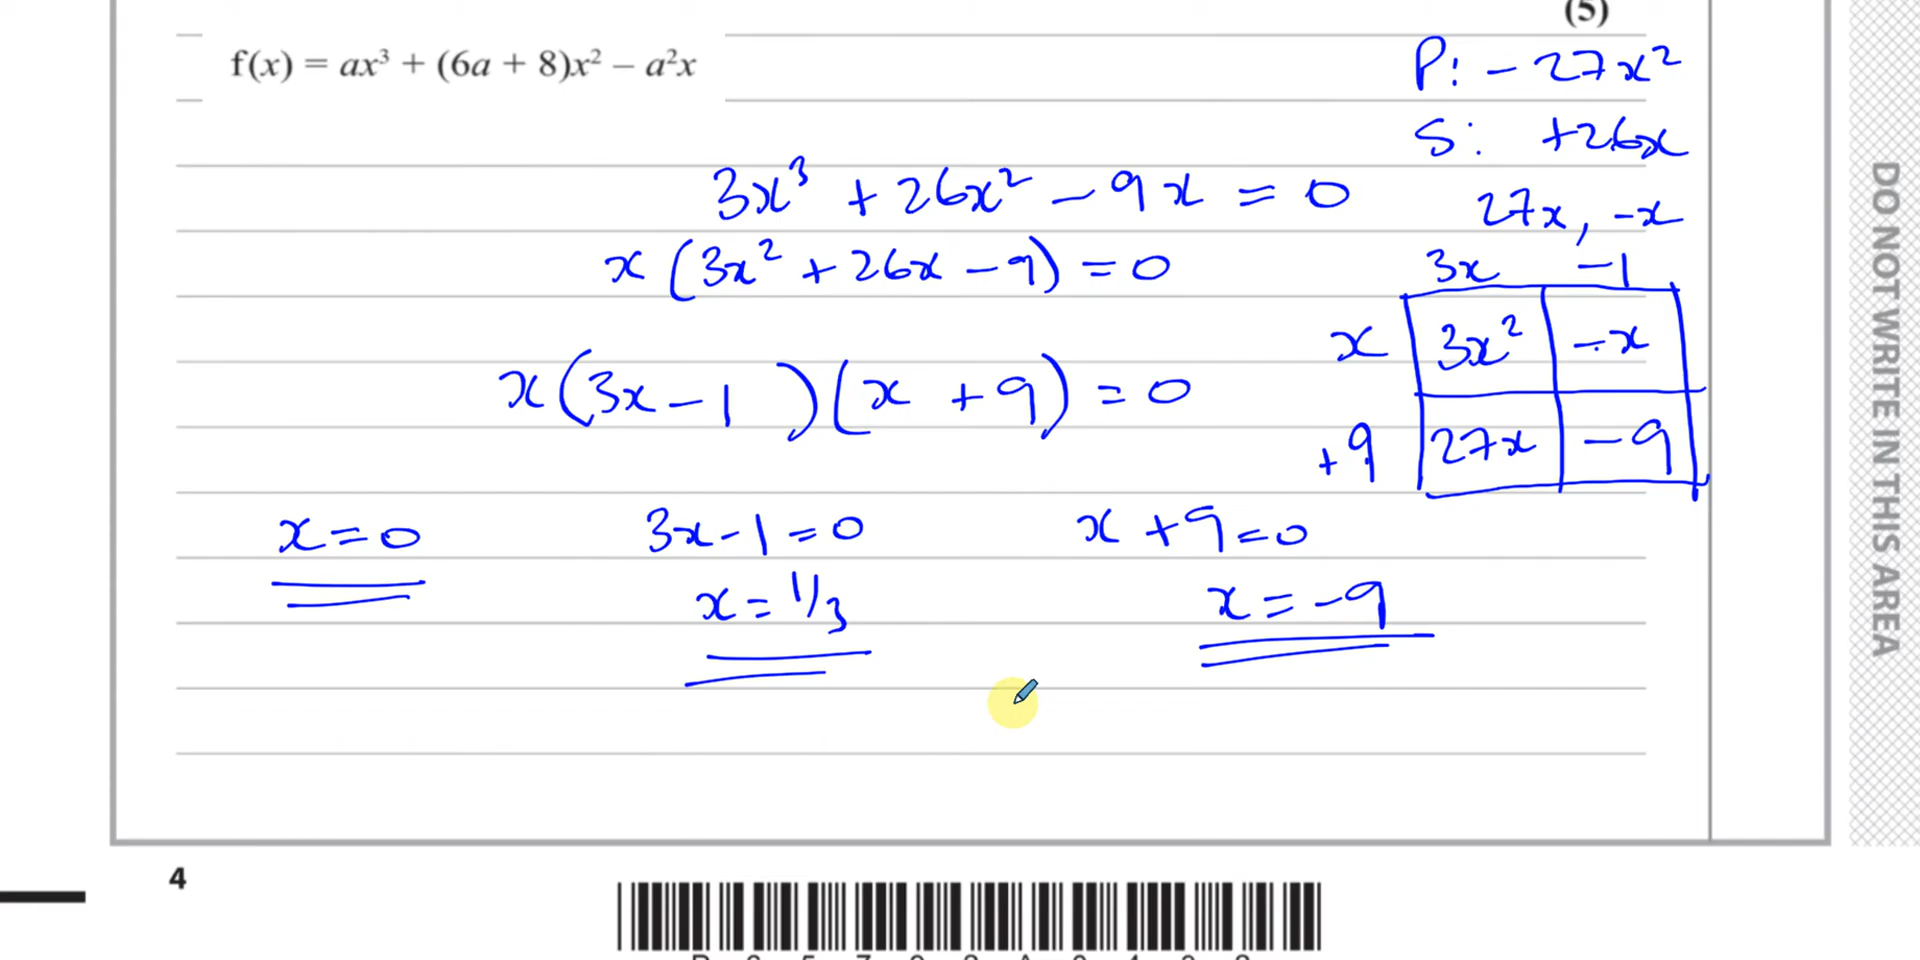 (5)
f(x) = ax³ + (6a + 8)x² − a²x
P: − 27x²
S: +26x
27x, −x
3x³ + 26x² − 9x = 0
x(3x² + 26x − 9) = 0
3x −1
x 3x² −x
+9 27x −9
x(3x − 1)(x + 9) = 0
x = 0 3x − 1 = 0 x + 9 = 0
x = 1/3 x = −9
4
DO NOT WRITE IN THIS AREA